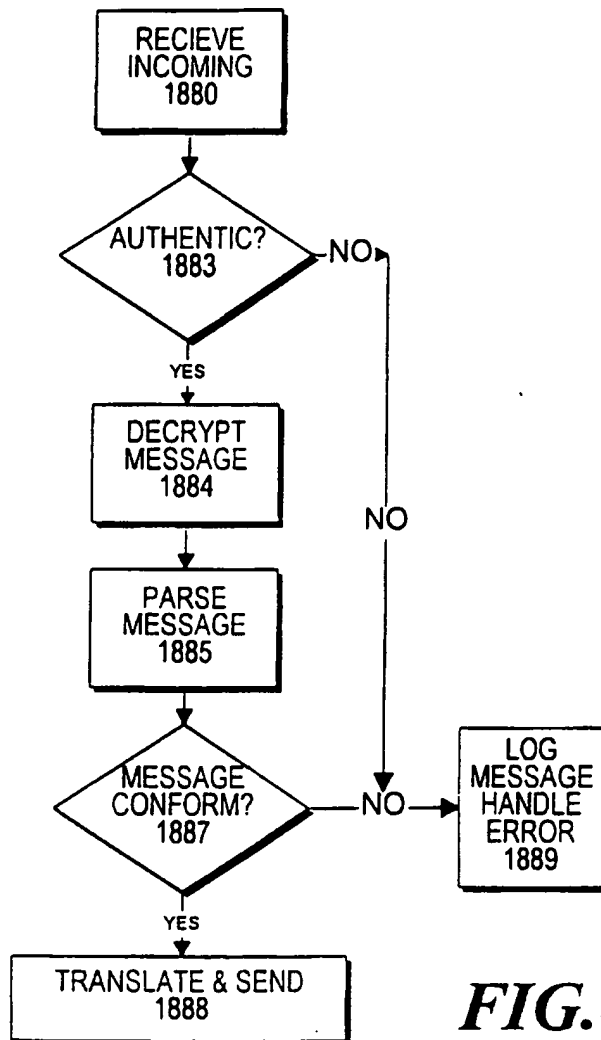 RECIEVE
INCOMING
1880
AUTHENTIC?
1883
NO
YES
DECRYPT
MESSAGE
1884
NO
PARSE
MESSAGE
1885
MESSAGE
CONFORM?
1887
NO
LOG
MESSAGE
HANDLE
ERROR
1889
YES
TRANSLATE & SEND
1888
FIG.